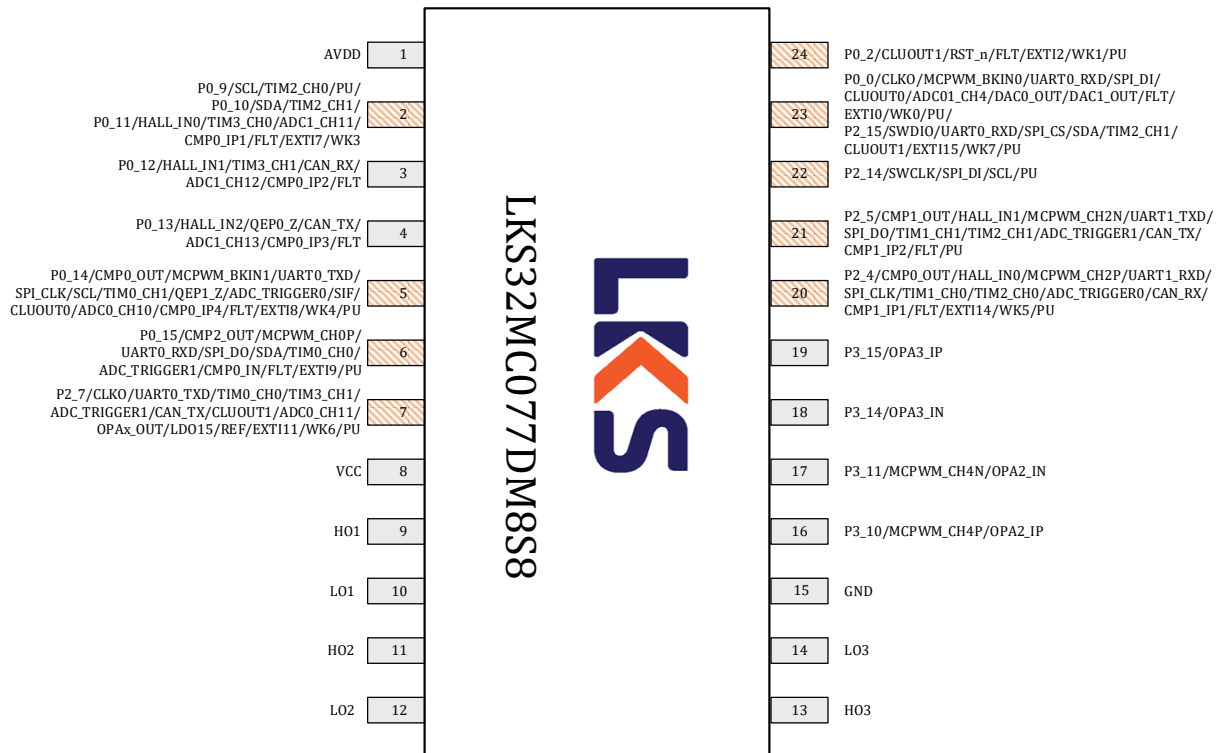 AVDD
1
P0_9/SCL/TIM2_CH0/PU/
P0_10/SDA/TIM2_CH1/
P0_11/HALL_IN0/TIM3_CH0/ADC1_CH11/
CMP0_IP1/FLT/EXTI7/WK3
2
P0_12/HALL_IN1/TIM3_CH1/CAN_RX/
ADC1_CH12/CMP0_IP2/FLT
3
P0_13/HALL_IN2/QEP0_Z/CAN_TX/
ADC1_CH13/CMP0_IP3/FLT
4
P0_14/CMP0_OUT/MCPWM_BKIN1/UART0_TXD/
SPI_CLK/SCL/TIM0_CH1/QEP1_Z/ADC_TRIGGER0/SIF/
CLUOUT0/ADC0_CH10/CMP0_IP4/FLT/EXTI8/WK4/PU
5
P0_15/CMP2_OUT/MCPWM_CH0P/
UART0_RXD/SPI_DO/SDA/TIM0_CH0/
ADC_TRIGGER1/CMP0_IN/FLT/EXTI9/PU
6
P2_7/CLKO/UART0_TXD/TIM0_CH0/TIM3_CH1/
ADC_TRIGGER1/CAN_TX/CLUOUT1/ADC0_CH11/
OPAx_OUT/LDO15/REF/EXTI11/WK6/PU
7
VCC
8
HO1
9
LO1
10
HO2
11
LO2
12
LKS32MC077DM8S8
LKS
24
P0_2/CLUOUT1/RST_n/FLT/EXTI2/WK1/PU
23
P0_0/CLKO/MCPWM_BKIN0/UART0_RXD/SPI_DI/
CLUOUT0/ADC01_CH4/DAC0_OUT/DAC1_OUT/FLT/
EXTI0/WK0/PU/
P2_15/SWDIO/UART0_RXD/SPI_CS/SDA/TIM2_CH1/
CLUOUT1/EXTI15/WK7/PU
22
P2_14/SWCLK/SPI_DI/SCL/PU
21
P2_5/CMP1_OUT/HALL_IN1/MCPWM_CH2N/UART1_TXD/
SPI_DO/TIM1_CH1/TIM2_CH1/ADC_TRIGGER1/CAN_TX/
CMP1_IP2/FLT/PU
20
P2_4/CMP0_OUT/HALL_IN0/MCPWM_CH2P/UART1_RXD/
SPI_CLK/TIM1_CH0/TIM2_CH0/ADC_TRIGGER0/CAN_RX/
CMP1_IP1/FLT/EXTI14/WK5/PU
19
P3_15/OPA3_IP
18
P3_14/OPA3_IN
17
P3_11/MCPWM_CH4N/OPA2_IN
16
P3_10/MCPWM_CH4P/OPA2_IP
15
GND
14
LO3
13
HO3